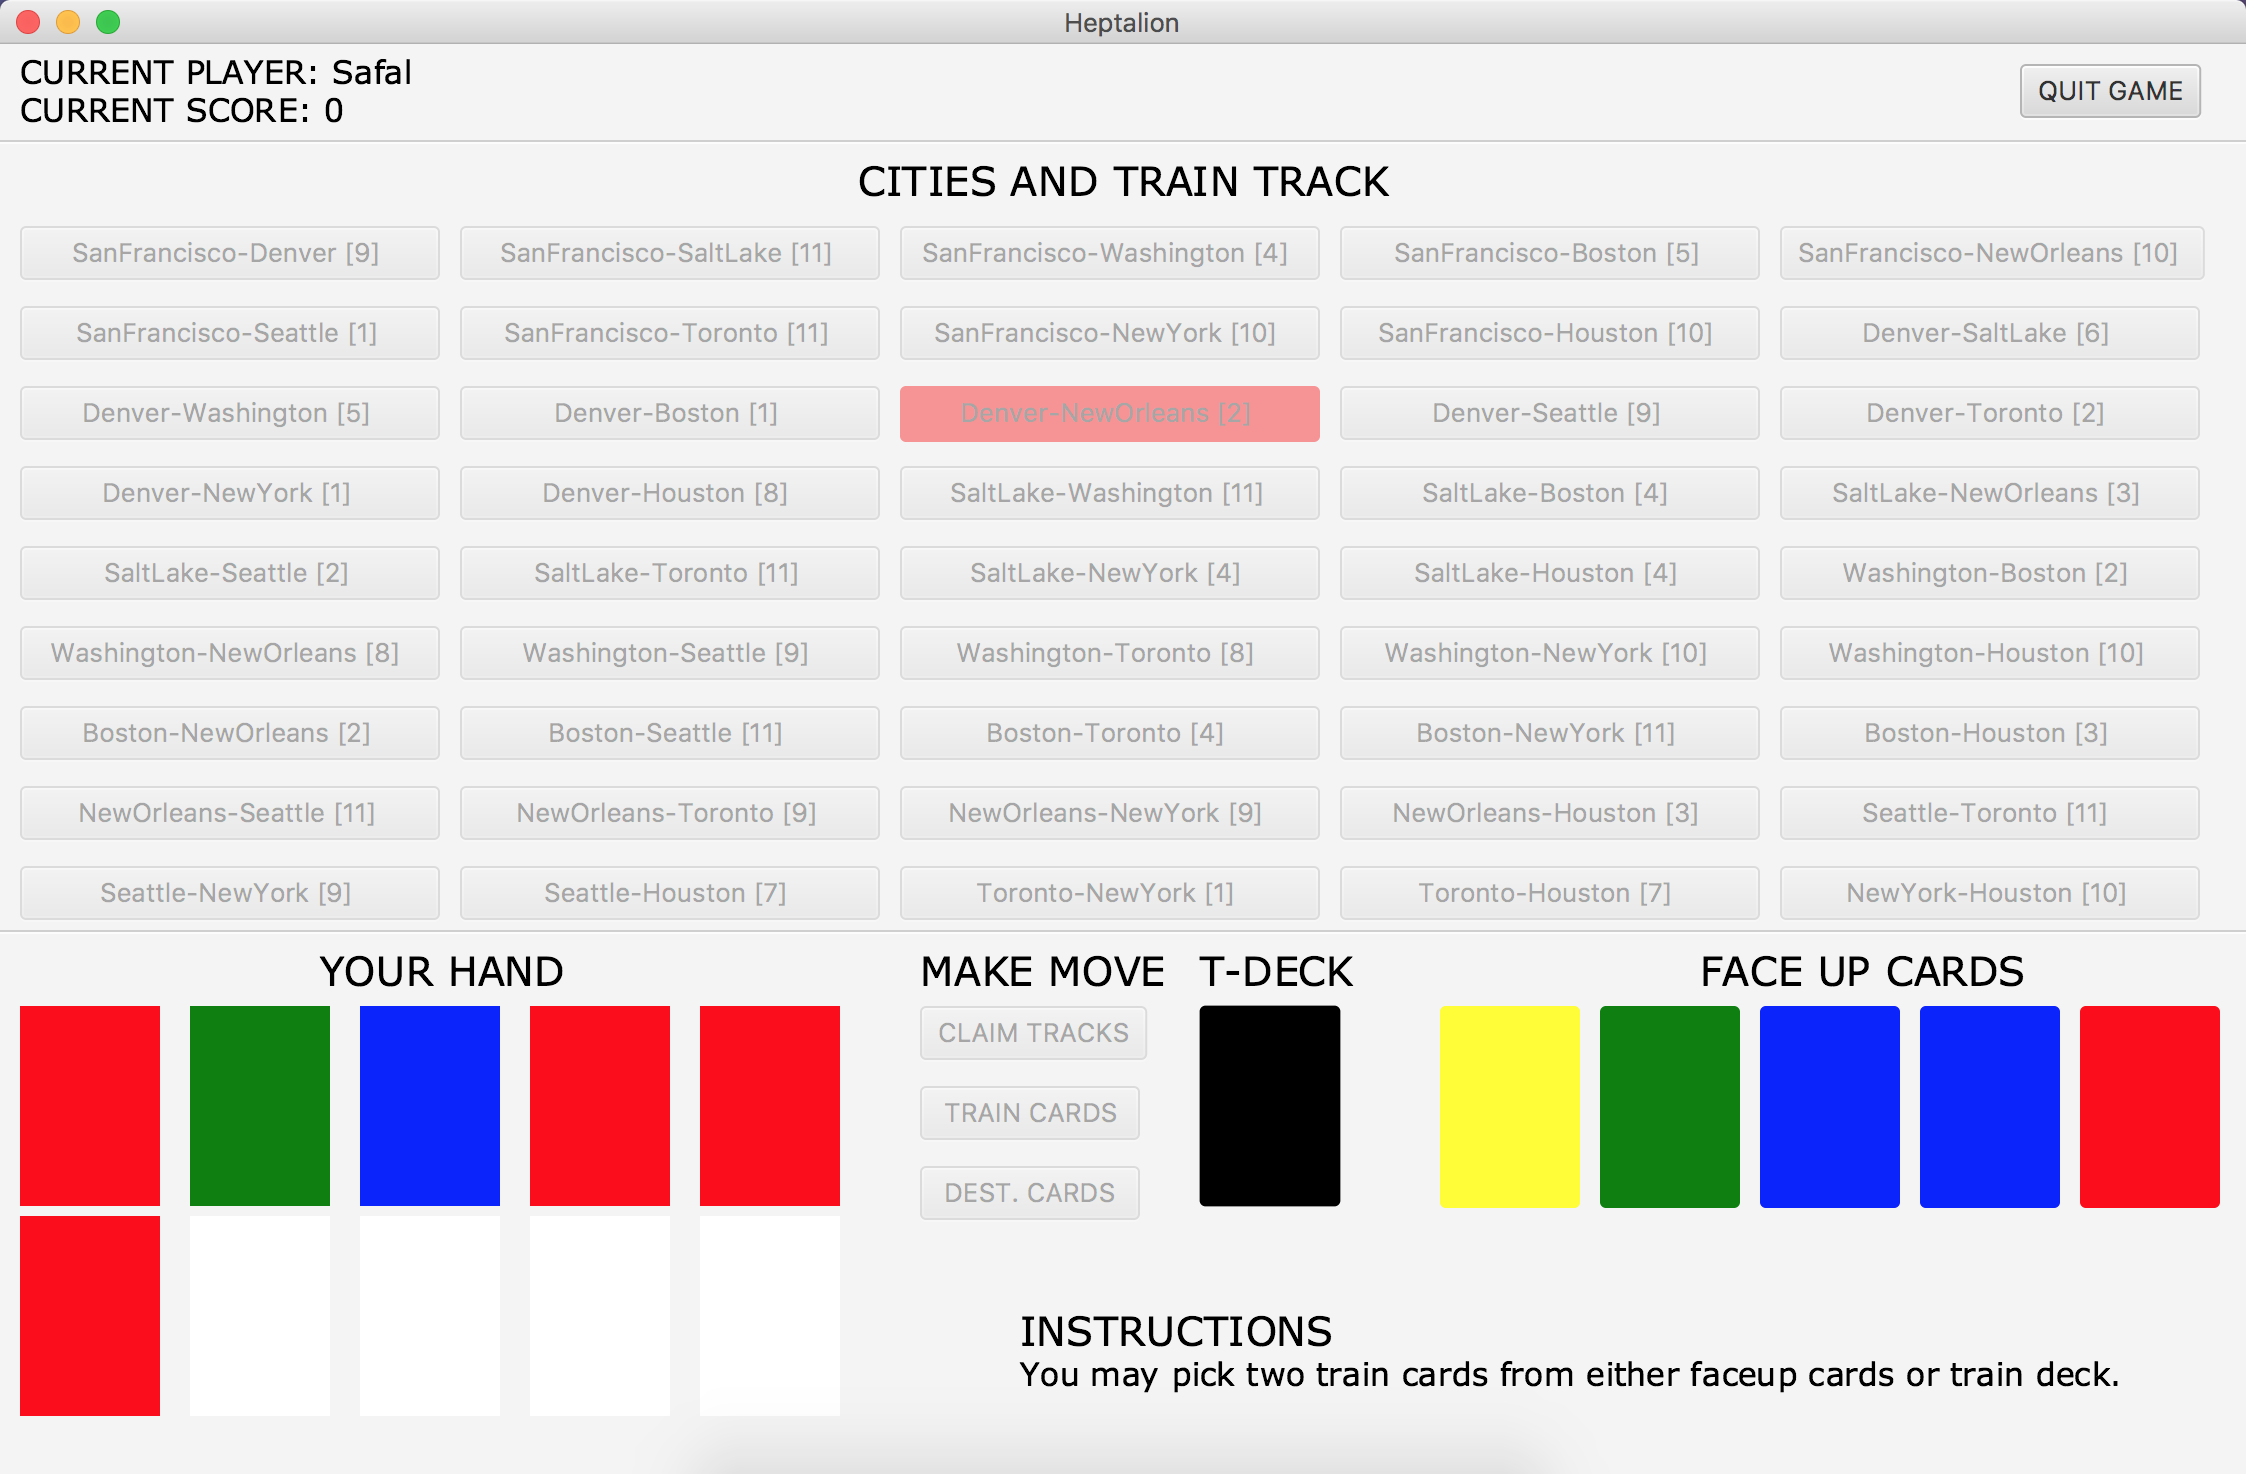 Heptalion
CURRENT PLAYER: Safal
CURRENT SCORE: 0
QUIT GAME
CITIES AND TRAIN TRACK
SanFrancisco-Denver [9]
SanFrancisco-SaltLake [11]
SanFrancisco-Washington [4]
SanFrancisco-Boston [5]
SanFrancisco-NewOrleans [10]
SanFrancisco-Seattle [1]
SanFrancisco-Toronto [11]
SanFrancisco-NewYork [10]
SanFrancisco-Houston [10]
Denver-SaltLake [6]
Denver-Washington [5]
Denver-Boston [1]
Denver-NewOrleans [2]
Denver-Seattle [9]
Denver-Toronto [2]
Denver-NewYork [1]
Denver-Houston [8]
SaltLake-Washington [11]
SaltLake-Boston [4]
SaltLake-NewOrleans [3]
SaltLake-Seattle [2]
SaltLake-Toronto [11]
SaltLake-NewYork [4]
SaltLake-Houston [4]
Washington-Boston [2]
Washington-NewOrleans [8]
Washington-Seattle [9]
Washington-Toronto [8]
Washington-NewYork [10]
Washington-Houston [10]
Boston-NewOrleans [2]
Boston-Seattle [11]
Boston-Toronto [4]
Boston-NewYork [11]
Boston-Houston [3]
NewOrleans-Seattle [11]
NewOrleans-Toronto [9]
NewOrleans-NewYork [9]
NewOrleans-Houston [3]
Seattle-Toronto [11]
Seattle-NewYork [9]
Seattle-Houston [7]
Toronto-NewYork [1]
Toronto-Houston [7]
NewYork-Houston [10]
YOUR HAND
MAKE MOVE
CLAIM TRACKS
TRAIN CARDS
DEST. CARDS
T-DECK
FACE UP CARDS
INSTRUCTIONS
You may pick two train cards from either faceup cards or train deck.